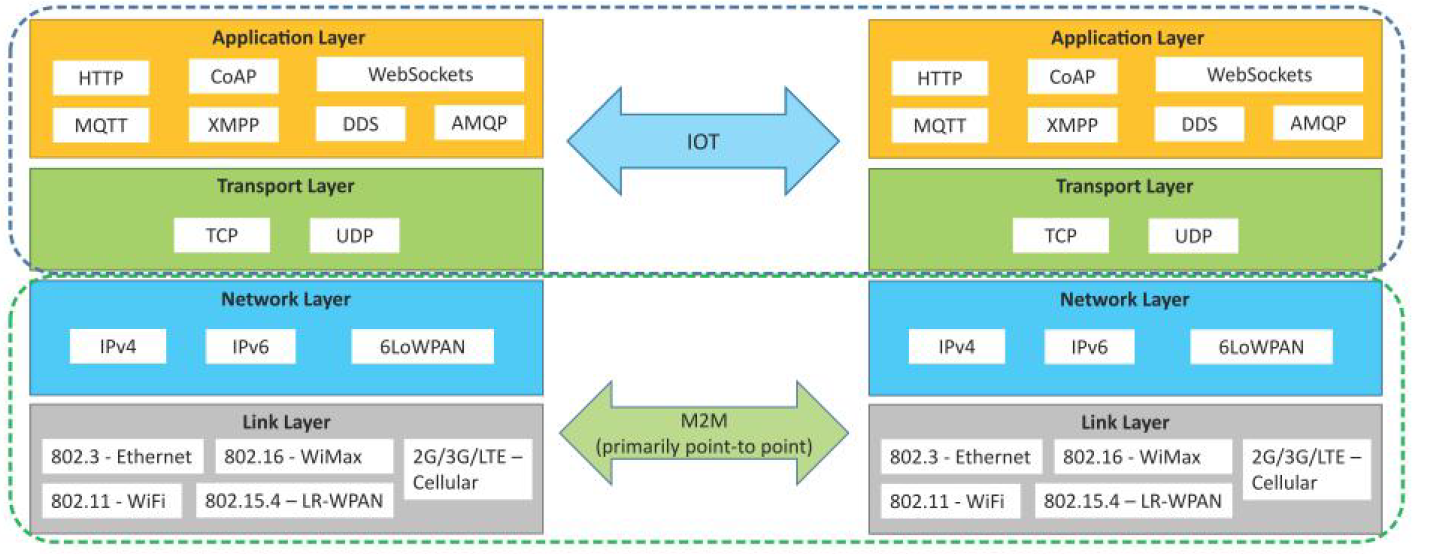 Application Layer
HTTP
CoAP
WebSockets
MQTT
XMPP
DDS
AMQP
Transport Layer
TCP
UDP
Network Layer
IPv4
IPv6
6LoWPAN
Link Layer
802.3 - Ethernet
802.16 - WiMax
2G/3G/LTE –
Cellular
802.11 - WiFi
802.15.4 – LR-WPAN
IOT
M2M
(primarily point-to point)
Application Layer
HTTP
CoAP
WebSockets
MQTT
XMPP
DDS
AMQP
Transport Layer
TCP
UDP
Network Layer
IPv4
IPv6
6LoWPAN
Link Layer
802.3 - Ethernet
802.16 - WiMax
2G/3G/LTE –
Cellular
802.11 - WiFi
802.15.4 – LR-WPAN